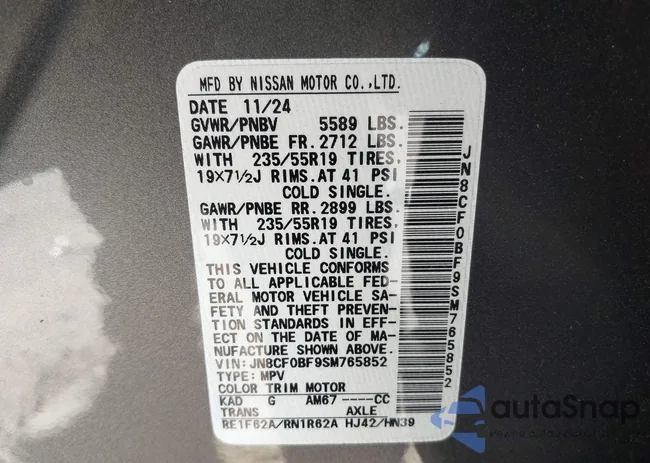 MFD BY NISSAN MOTOR CO.,LTD.
DATE 11/24
GVWR/PNBV 5589 LBS.
GAWR/PNBE FR. 2712 LBS.
WITH 235/55R19 TIRES,
19X7½J RIMS.AT 41 PSI
COLD SINGLE.
GAWR/PNBE RR. 2899 LBS.
WITH 235/55R19 TIRES,
19X7½J RIMS.AT 41 PSI
COLD SINGLE.
THIS VEHICLE CONFORMS
TO ALL APPLICABLE FED-
ERAL MOTOR VEHICLE SA-
FETY AND THEFT PREVEN-
TION STANDARDS IN EFF-
ECT ON THE DATE OF MA-
NUFACTURE SHOWN ABOVE.
VIN:JN8CF0BF9SM765852
TYPE:MPV
COLOR TRIM MOTOR
KAD G AM67 ----CC
TRANS AXLE
RE1F62A/RN1R62A HJ42/HN39
JN8CF0BF9SM765852
autoSnap